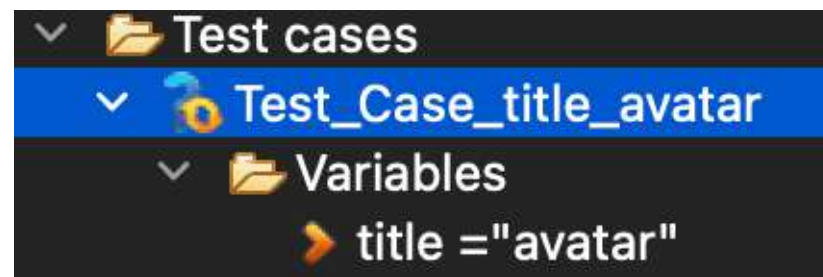 Test cases
Test_Case_title_avatar
Variables
title ="avatar"